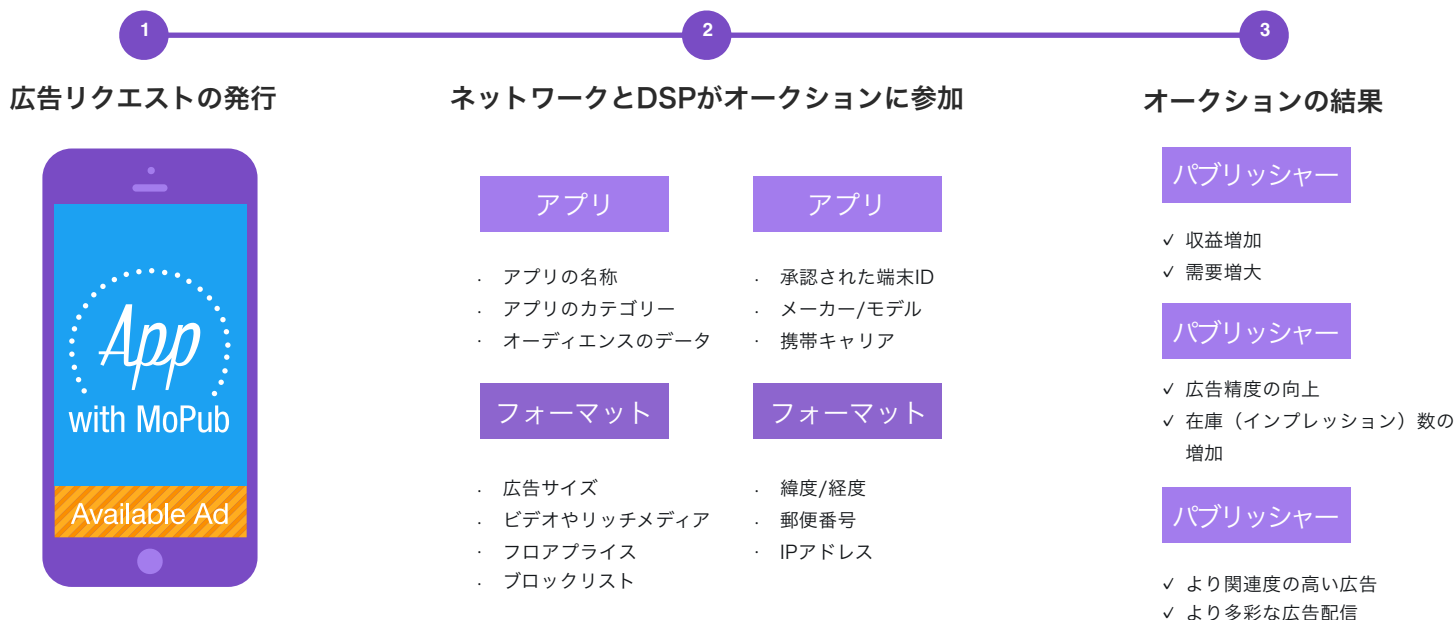 1
2
3
広告リクエストの発行
ネットワークとDSPがオークションに参加
オークションの結果
App
with MoPub
Available Ad
アプリ
· アプリの名称
· アプリのカテゴリー
· オーディエンスのデータ
フォーマット
· 広告サイズ
· ビデオやリッチメディア
· フロアプライス
· ブロックリスト
アプリ
· 承認された端末ID
· メーカー/モデル
· 携帯キャリア
フォーマット
· 緯度/経度
· 郵便番号
· IPアドレス
パブリッシャー
✓ 収益増加
✓ 需要増大
パブリッシャー
✓ 広告精度の向上
✓ 在庫（インプレッション）数の
増加
パブリッシャー
✓ より関連度の高い広告
✓ より多彩な広告配信